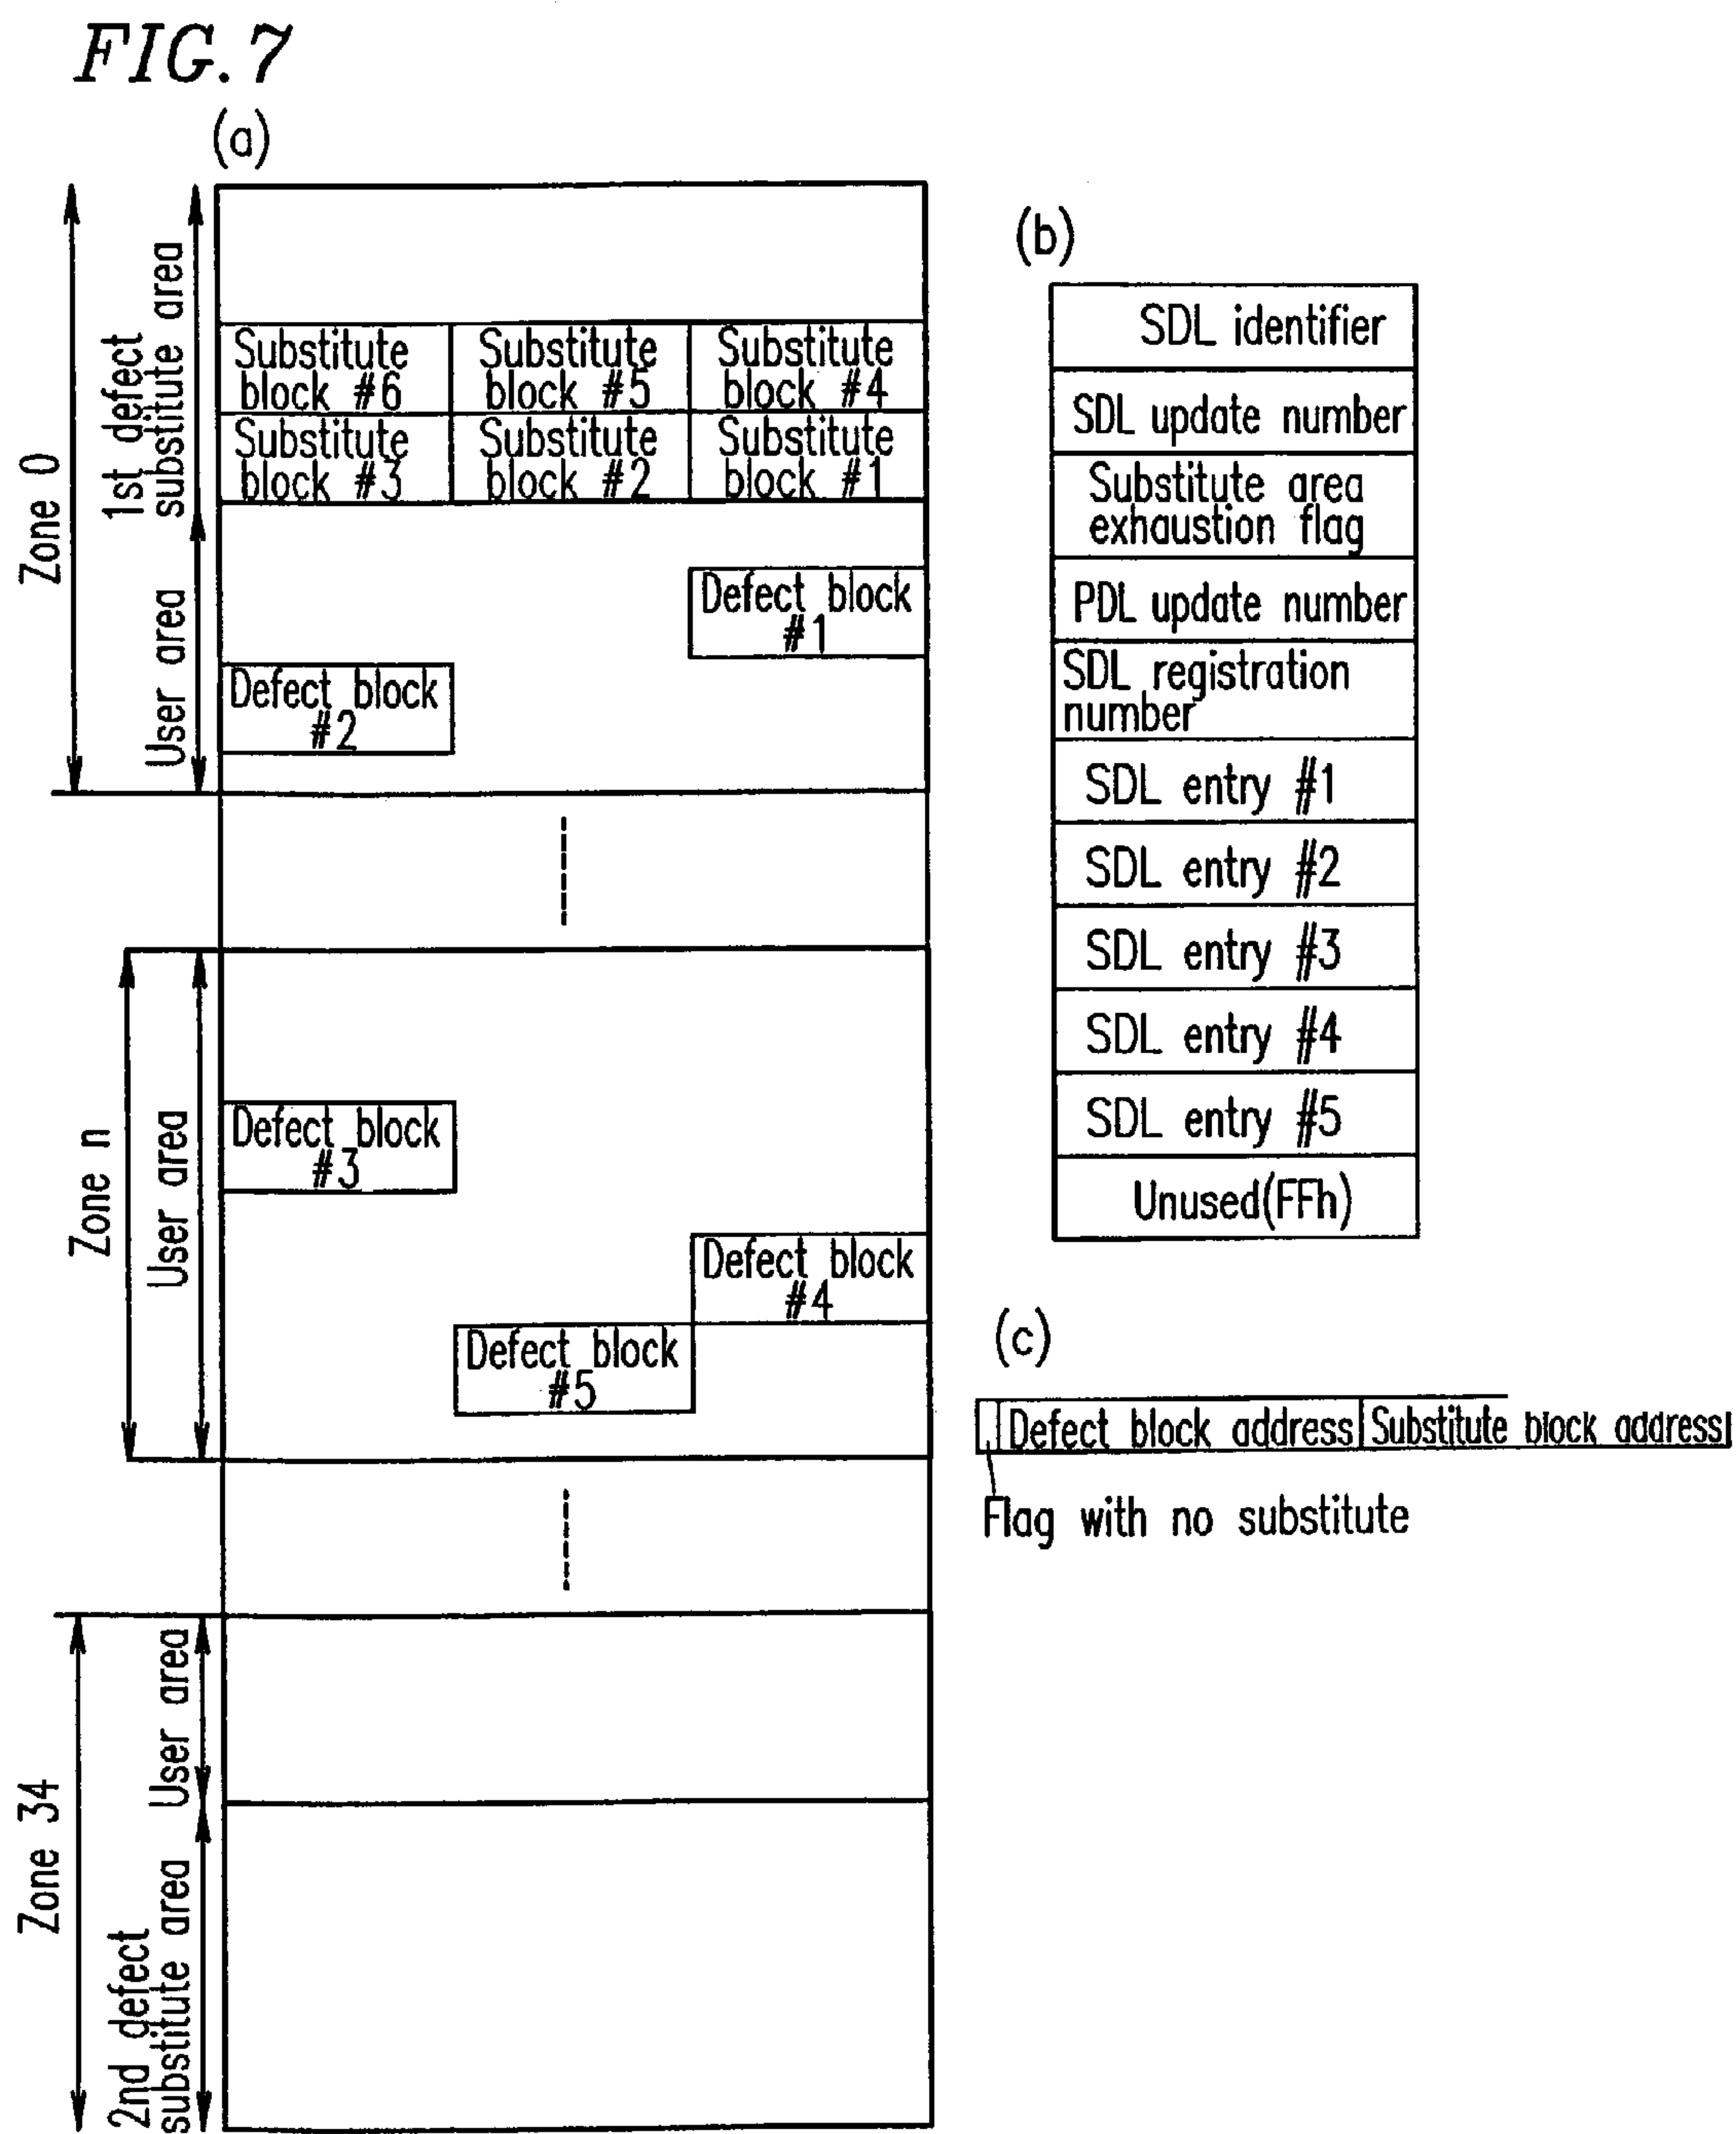 FIG. 7
(a)
Zone 0
1st defect
substitute area
User area
Substitute
block #6
Substitute
block #5
Substitute
block #4
Substitute
block #3
Substitute
block #2
Substitute
block #1
Defect block
#1
Defect block
#2
Zone n
User area
Defect block
#3
Defect block
#4
Defect block
#5
Zone 34
User area
2nd defect
substitute area
(b)
SDL identifier
SDL update number
Substitute area
exhaustion flag
PDL update number
SDL registration
number
SDL entry #1
SDL entry #2
SDL entry #3
SDL entry #4
SDL entry #5
Unused(FFh)
(c)
Defect block address
Substitute block address
Flag with no substitute